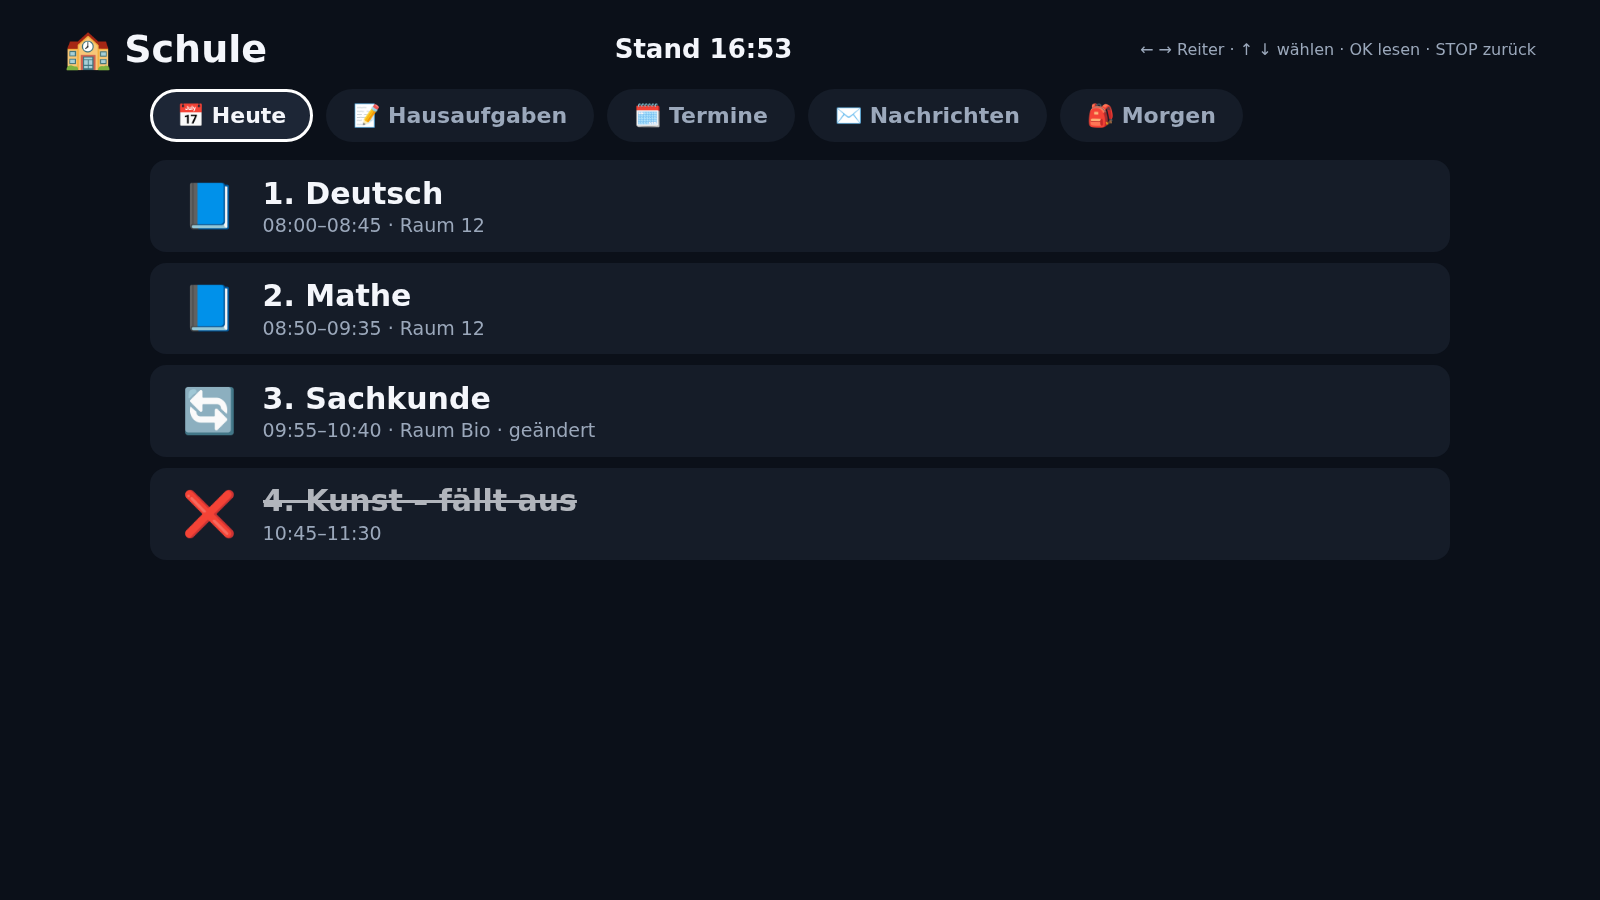 Schule
Stand 16:53
← → Reiter · ↑ ↓ wählen · OK lesen · STOP zurück
Heute
Hausaufgaben
Termine
Nachrichten
Morgen
1. Deutsch
08:00–08:45 · Raum 12
2. Mathe
08:50–09:35 · Raum 12
3. Sachkunde
09:55–10:40 · Raum Bio · geändert
4. Kunst – fällt aus
10:45–11:30